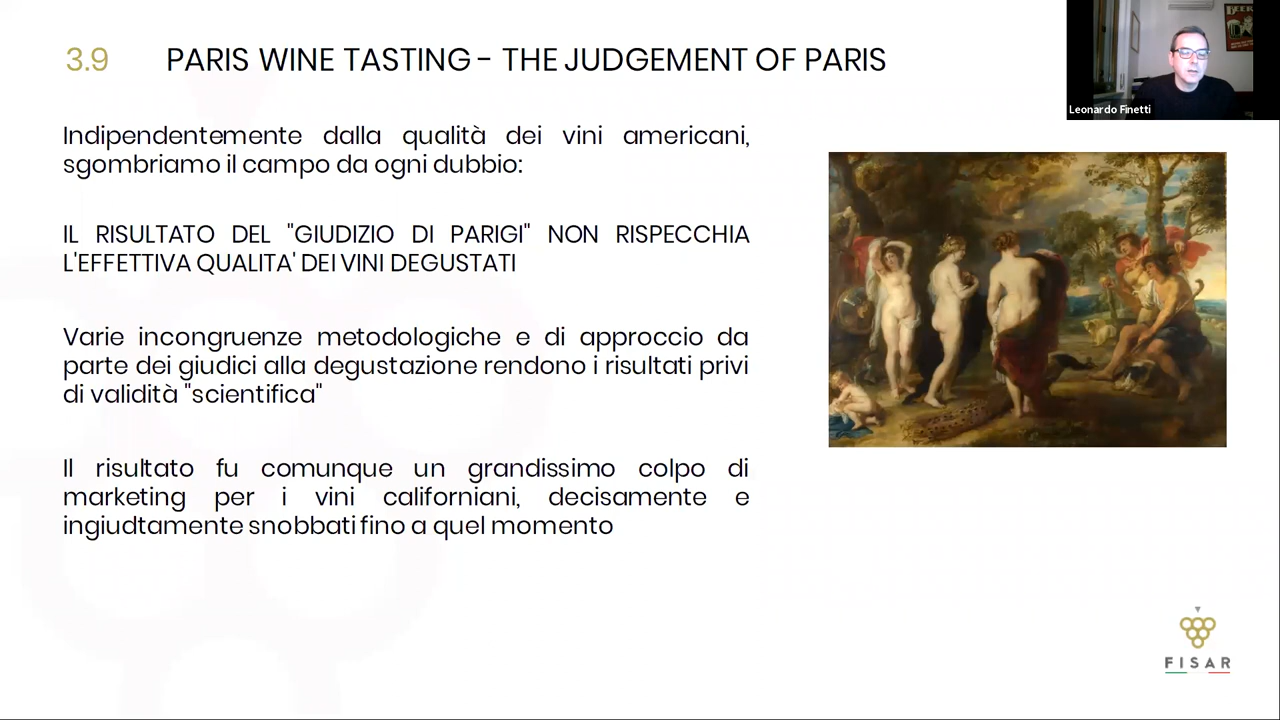 3.9 PARIS WINE TASTING - THE JUDGEMENT OF PARIS
Indipendentemente dalla qualità dei vini americani,
sgombriamo il campo da ogni dubbio:
IL RISULTATO DEL "GIUDIZIO DI PARIGI" NON RISPECCHIA
L'EFFETTIVA QUALITA' DEI VINI DEGUSTATI
Varie incongruenze metodologiche e di approccio da
parte dei giudici alla degustazione rendono i risultati privi
di validità "scientifica"
Il risultato fu comunque un grandissimo colpo di
marketing per i vini californiani, decisamente e
ingiudtamente snobbati fino a quel momento
BEER
Leonardo Finetti
FISAR